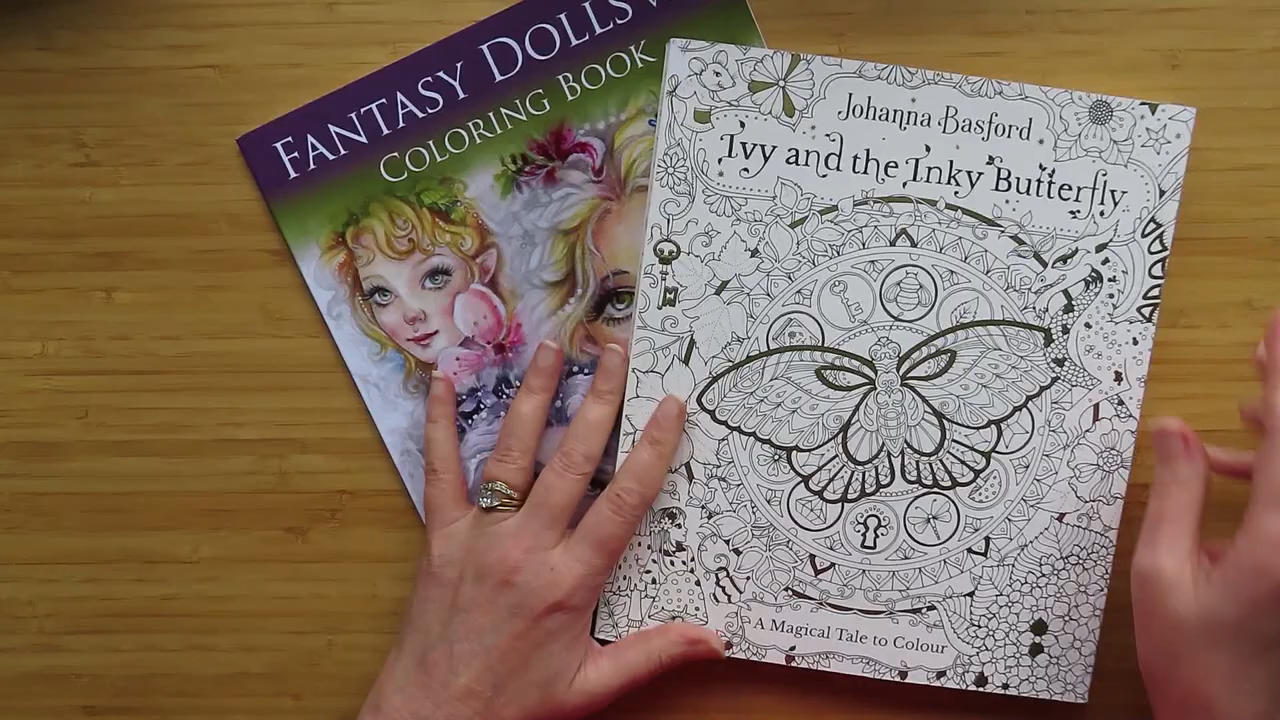 FANTASY DOLLS
COLORING BOOK
Johanna Basford
Ivy and the Inky Butterfly
A Magical Tale to Colour